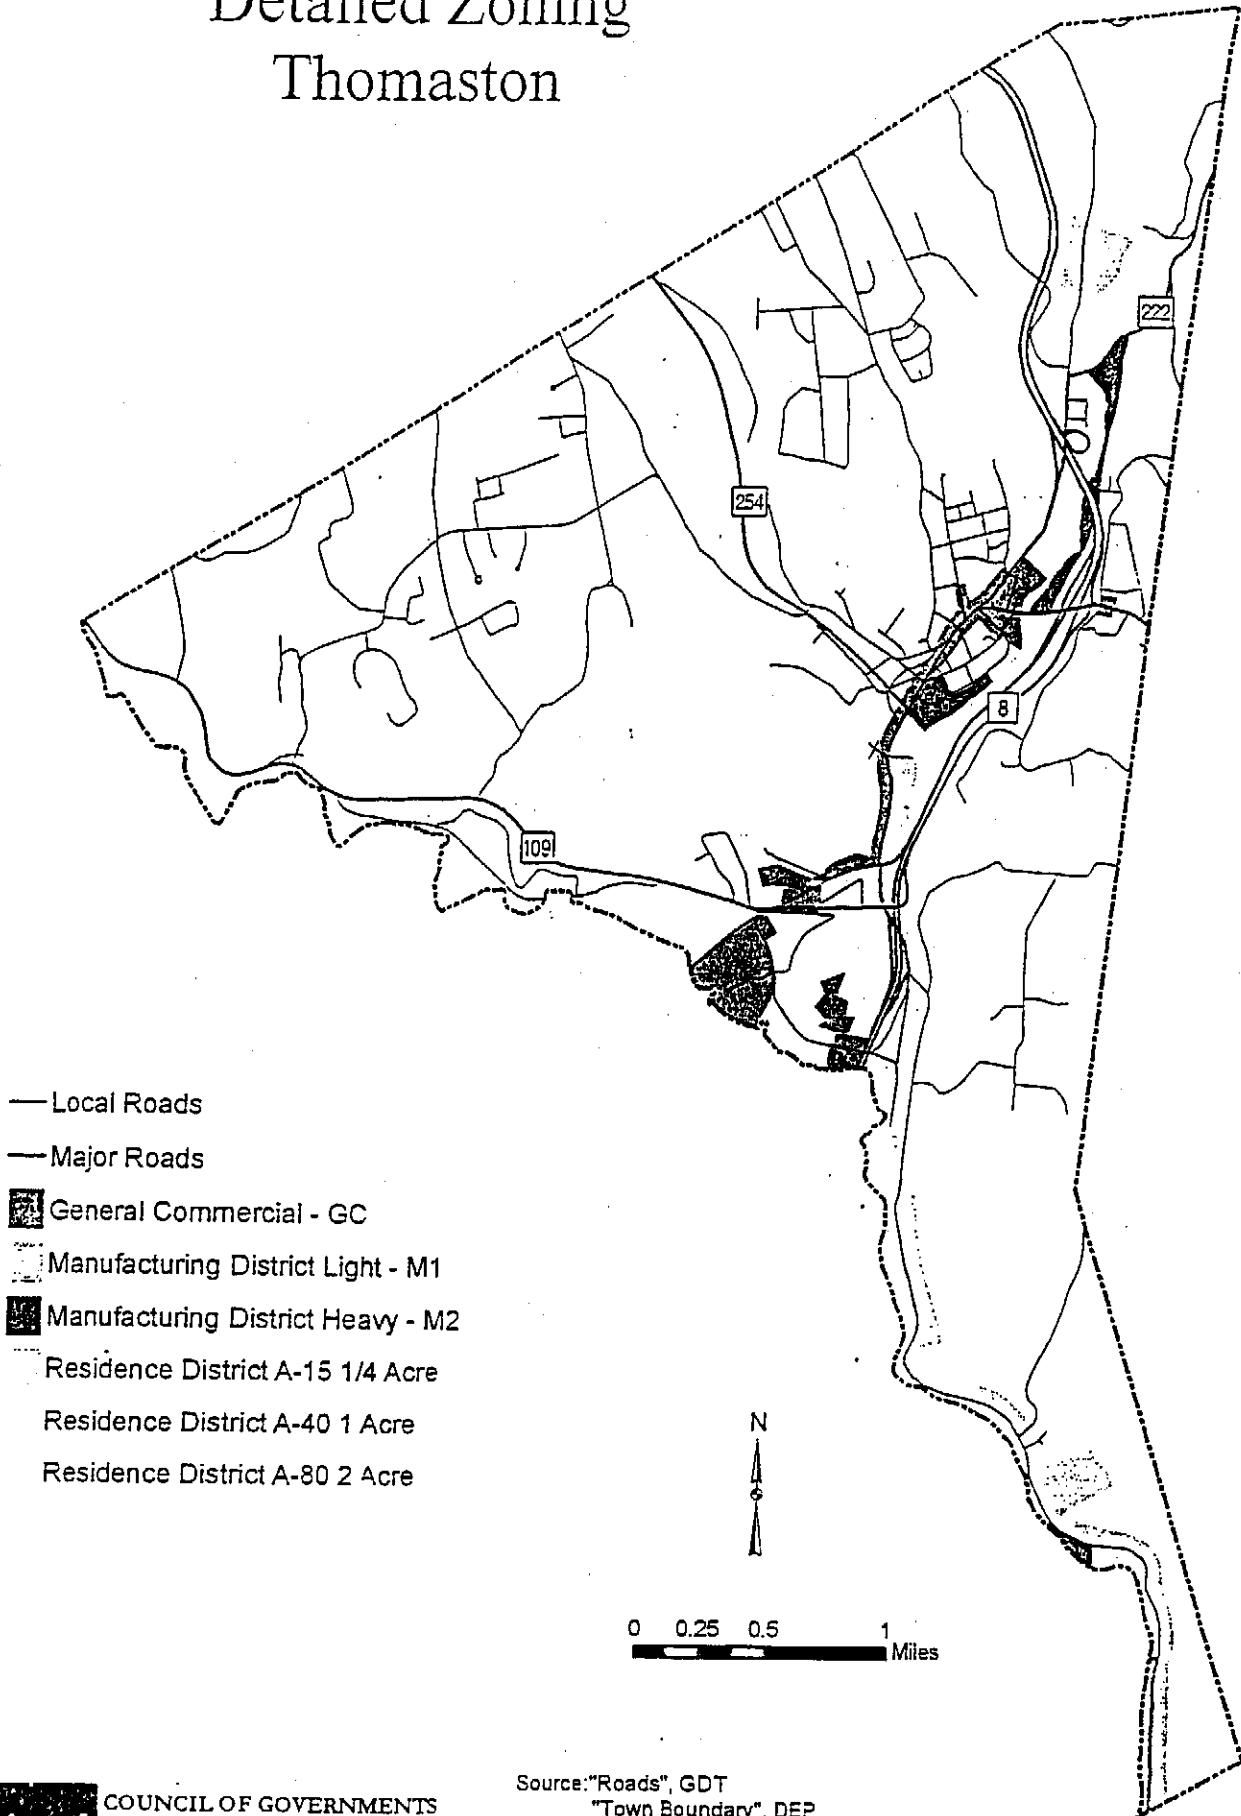 Detailed Zoning
Thomaston
222
254
8
109
Local Roads
Major Roads
General Commercial - GC
Manufacturing District Light - M1
Manufacturing District Heavy - M2
Residence District A-15 1/4 Acre
Residence District A-40 1 Acre
Residence District A-80 2 Acre
N
0 0.25 0.5 1
Miles
Source:"Roads", GDT
COUNCIL OF GOVERNMENTS
"Town Boundary", DEP